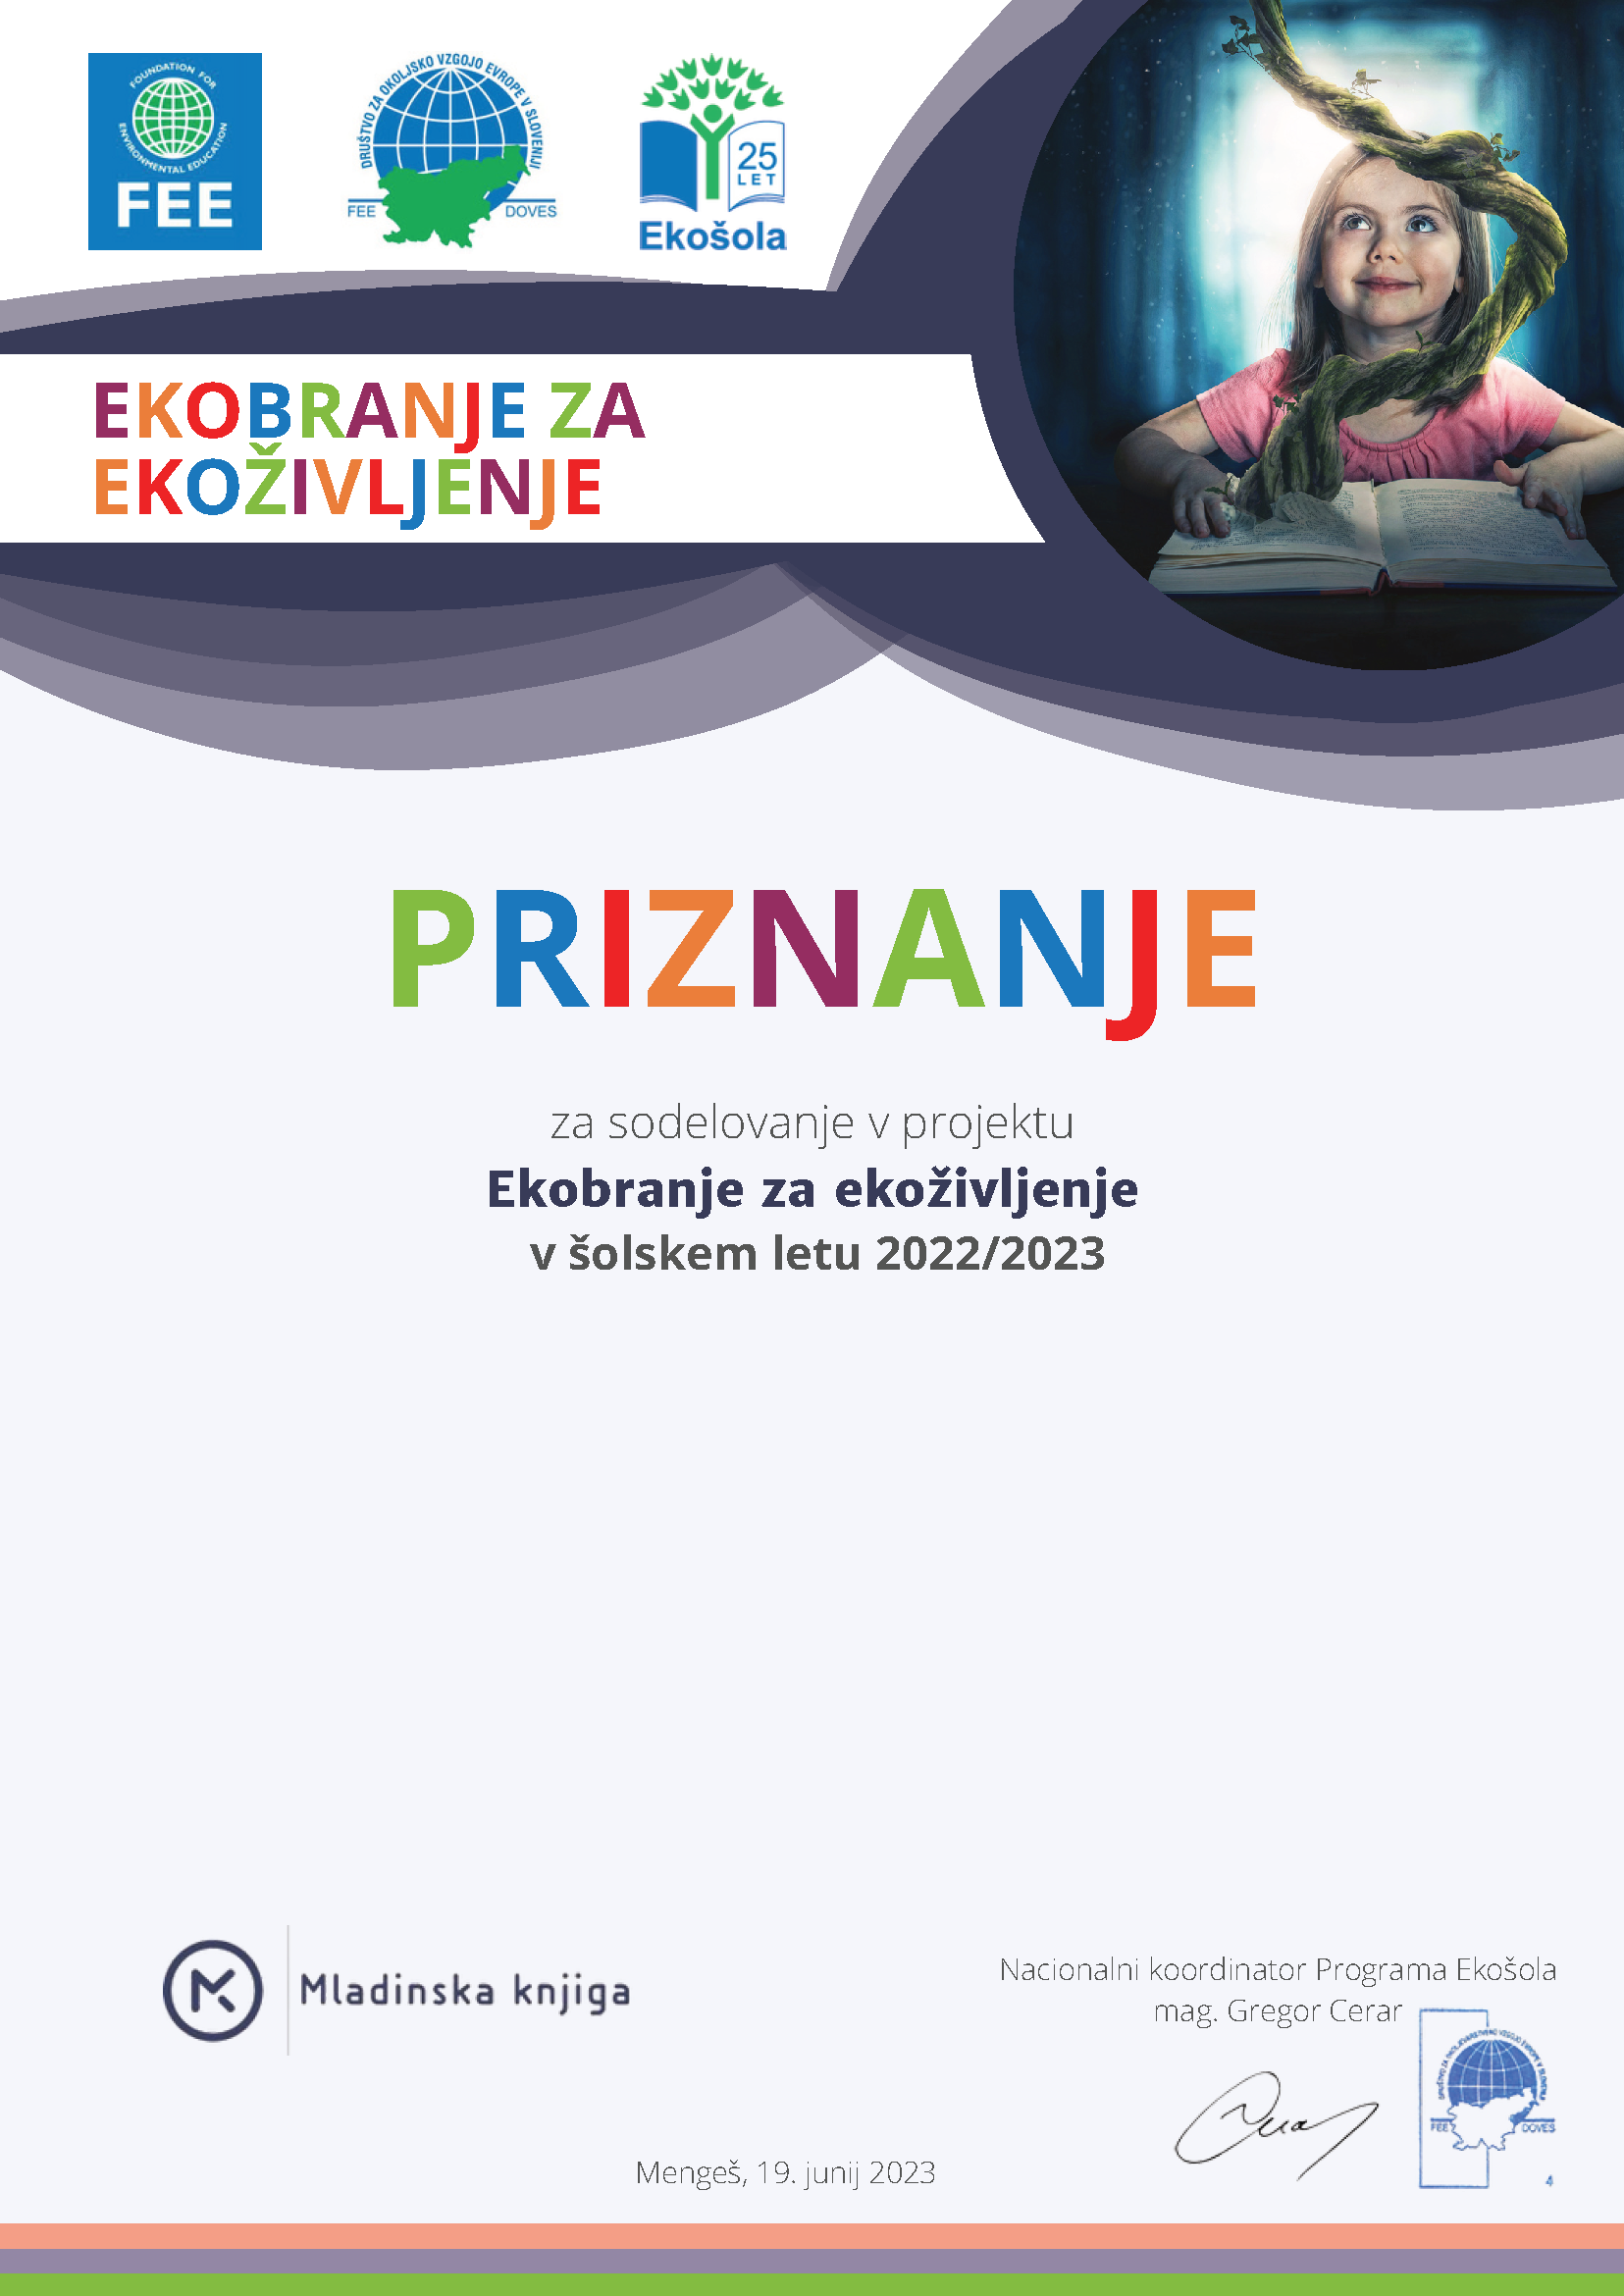 FOUNDATION FOR
ENVIRONMENTAL EDUCATION
FEE
DRUŠTVO ZA OKOLJSKO VZGOJO EVROPE V SLOVENIJI
FEE DOVES
25
LET
Ekošola
EKOBRANJE ZA
EKOŽIVLJENJE
PRIZNANJE
za sodelovanje v projektu
Ekobranje za ekoživljenje
v šolskem letu 2022/2023
Mladinska knjiga
Nacionalni koordinator Programa Ekošola
mag. Gregor Cerar
FEE DOVES
4
Mengeš, 19. junij 2023